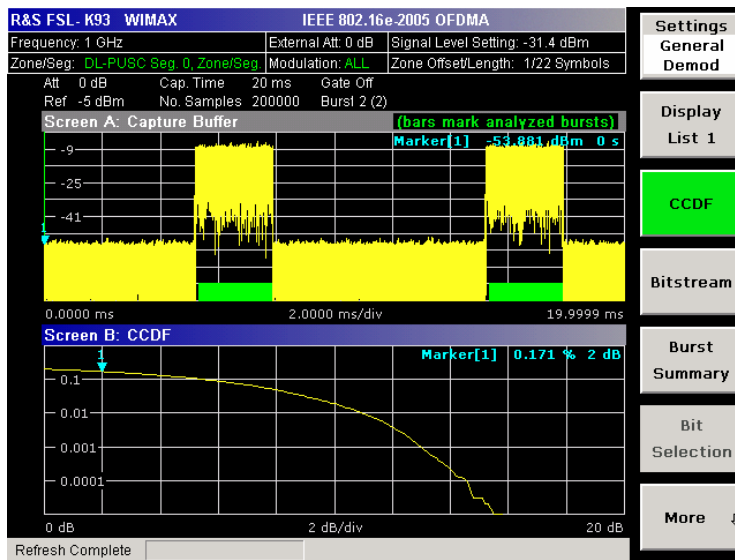 R&S FSL- K93 WIMAX IEEE 802.16e-2005 OFDMA
Frequency: 1 GHz External Att: 0 dB Signal Level Setting: -31.4 dBm
Zone/Seg: DL-PUSC Seg. 0, Zone/Seg. Modulation: ALL Zone Offset/Length: 1/22 Symbols
Att 0 dB Cap. Time 20 ms Gate Off
Ref -5 dBm No. Samples 200000 Burst 2 (2)
Screen A: Capture Buffer (bars mark analyzed bursts)
Marker[1] -53.881 dBm 0 s
-9
-25
-41
1
0.0000 ms 2.0000 ms/div 19.9999 ms
Screen B: CCDF
1 Marker[1] 0.171 % 2 dB
0.1
0.01
0.001
0.0001
0 dB 2 dB/div 20 dB
Refresh Complete
Settings
General
Demod
Display
List 1
CCDF
Bitstream
Burst
Summary
Bit
Selection
More